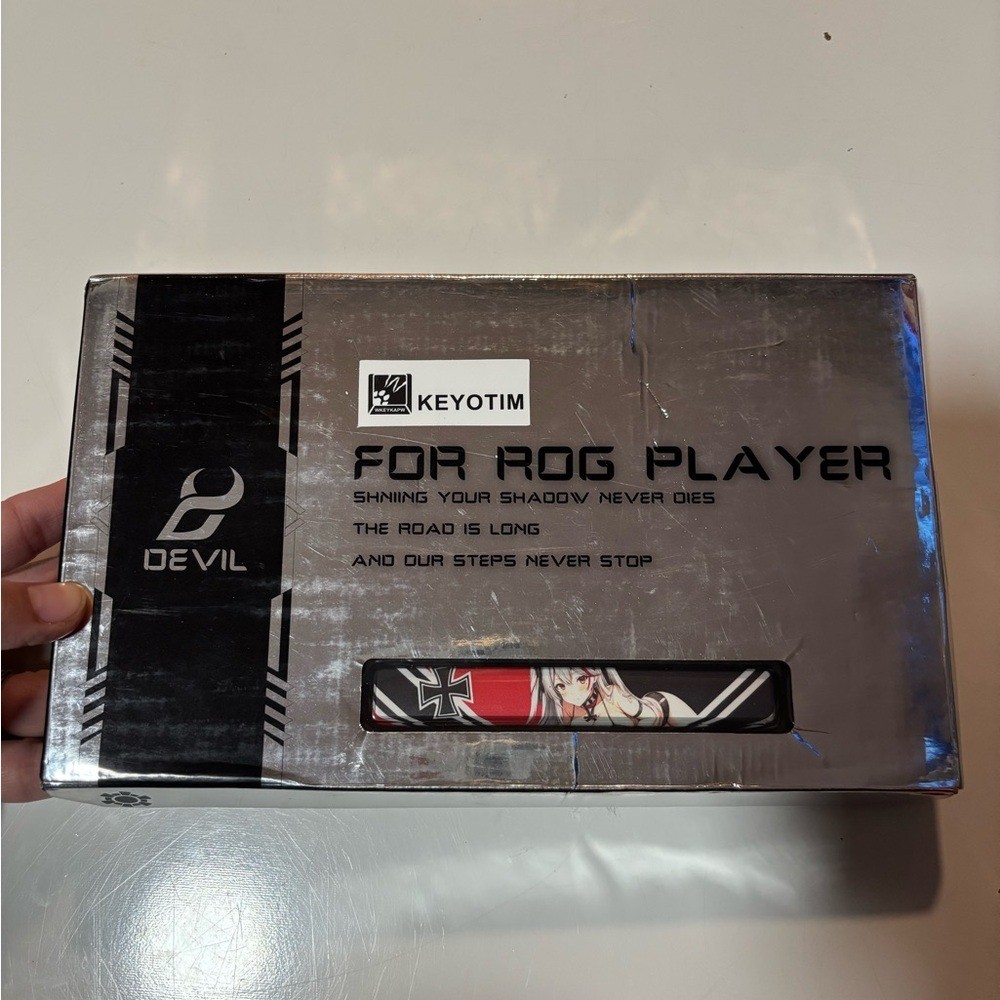 WKEYKAPW
KEYOTIM
FOR ROG PLAYER
SHNIING YOUR SHADOW NEVER DIES
THE ROAD IS LONG
AND OUR STEPS NEVER STOP
DEVIL